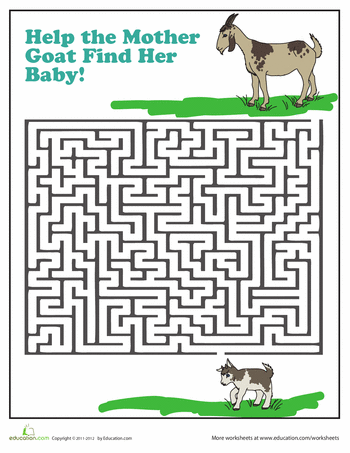 Help the Mother
Goat Find Her
Baby!
education.com
Copyright © 2011-2012 by Education.com
More worksheets at www.education.com/worksheets